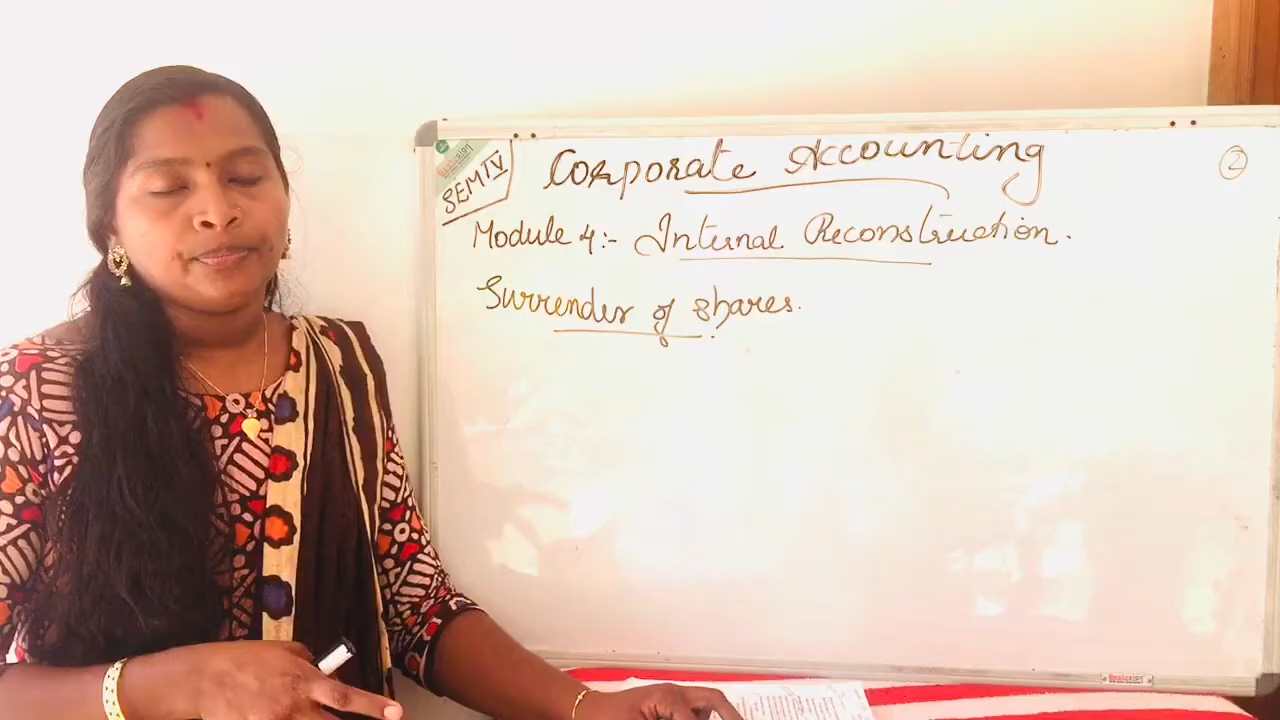 SEM IV
Corporate Accounting
2
Module 4:- Internal Reconstruction.
Surrender of shares.